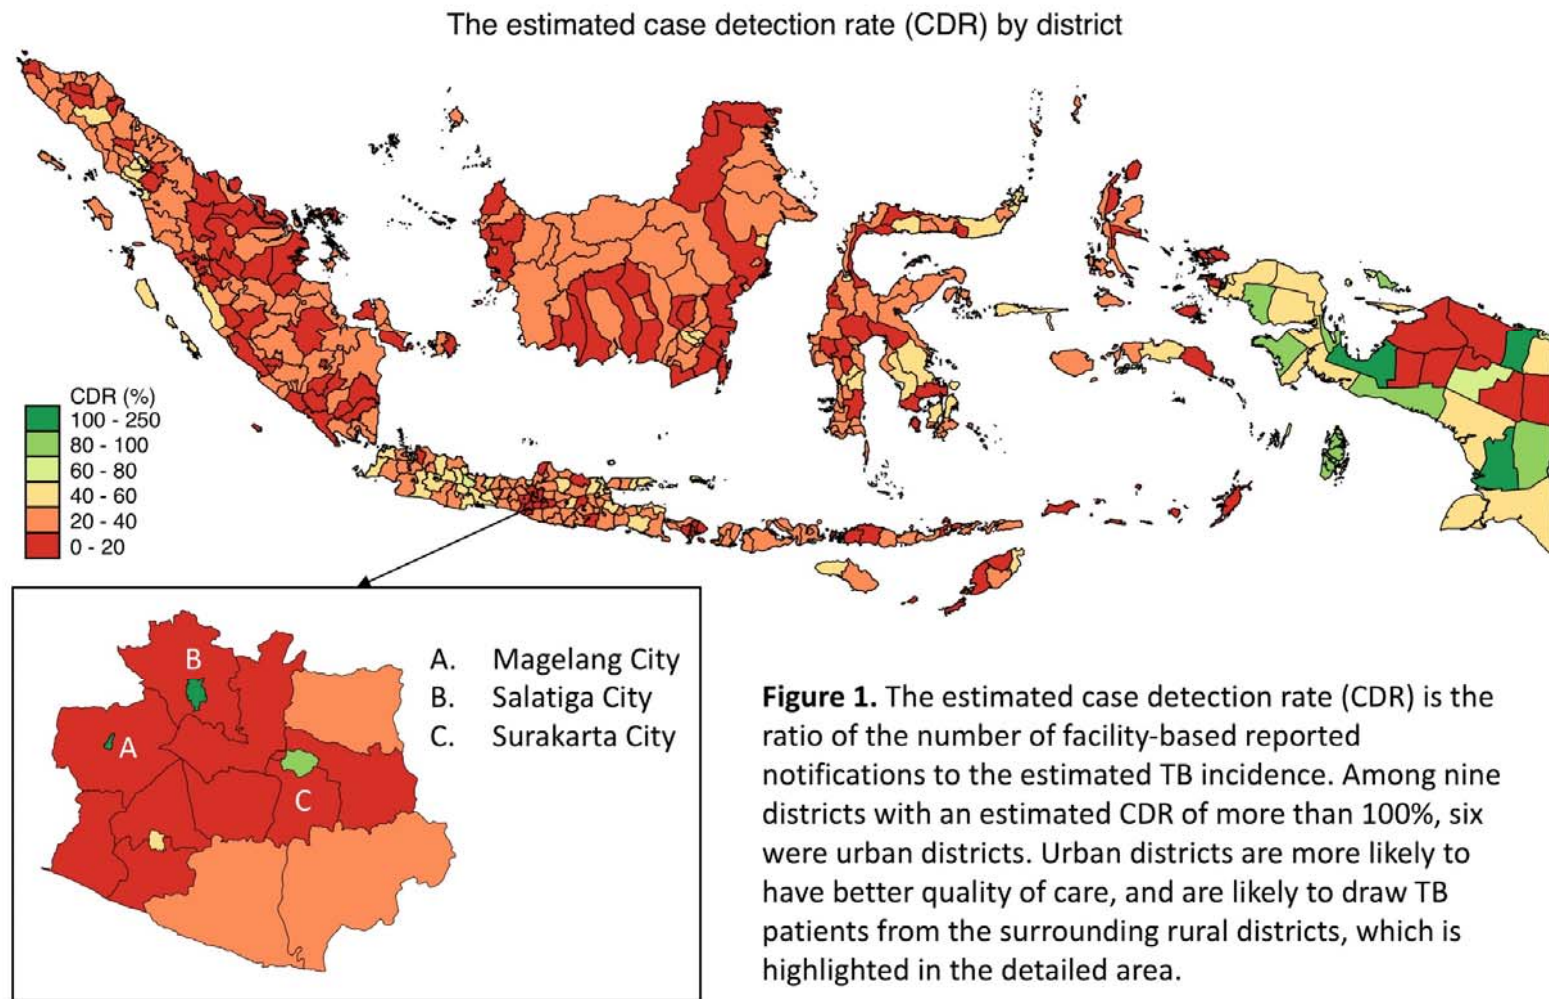 The estimated case detection rate (CDR) by district
CDR (%)
100 - 250
80 - 100
60 - 80
40 - 60
20 - 40
0 - 20
B
A
C
A. Magelang City
B. Salatiga City
C. Surakarta City
Figure 1. The estimated case detection rate (CDR) is the
ratio of the number of facility-based reported
notifications to the estimated TB incidence. Among nine
districts with an estimated CDR of more than 100%, six
were urban districts. Urban districts are more likely to
have better quality of care, and are likely to draw TB
patients from the surrounding rural districts, which is
highlighted in the detailed area.